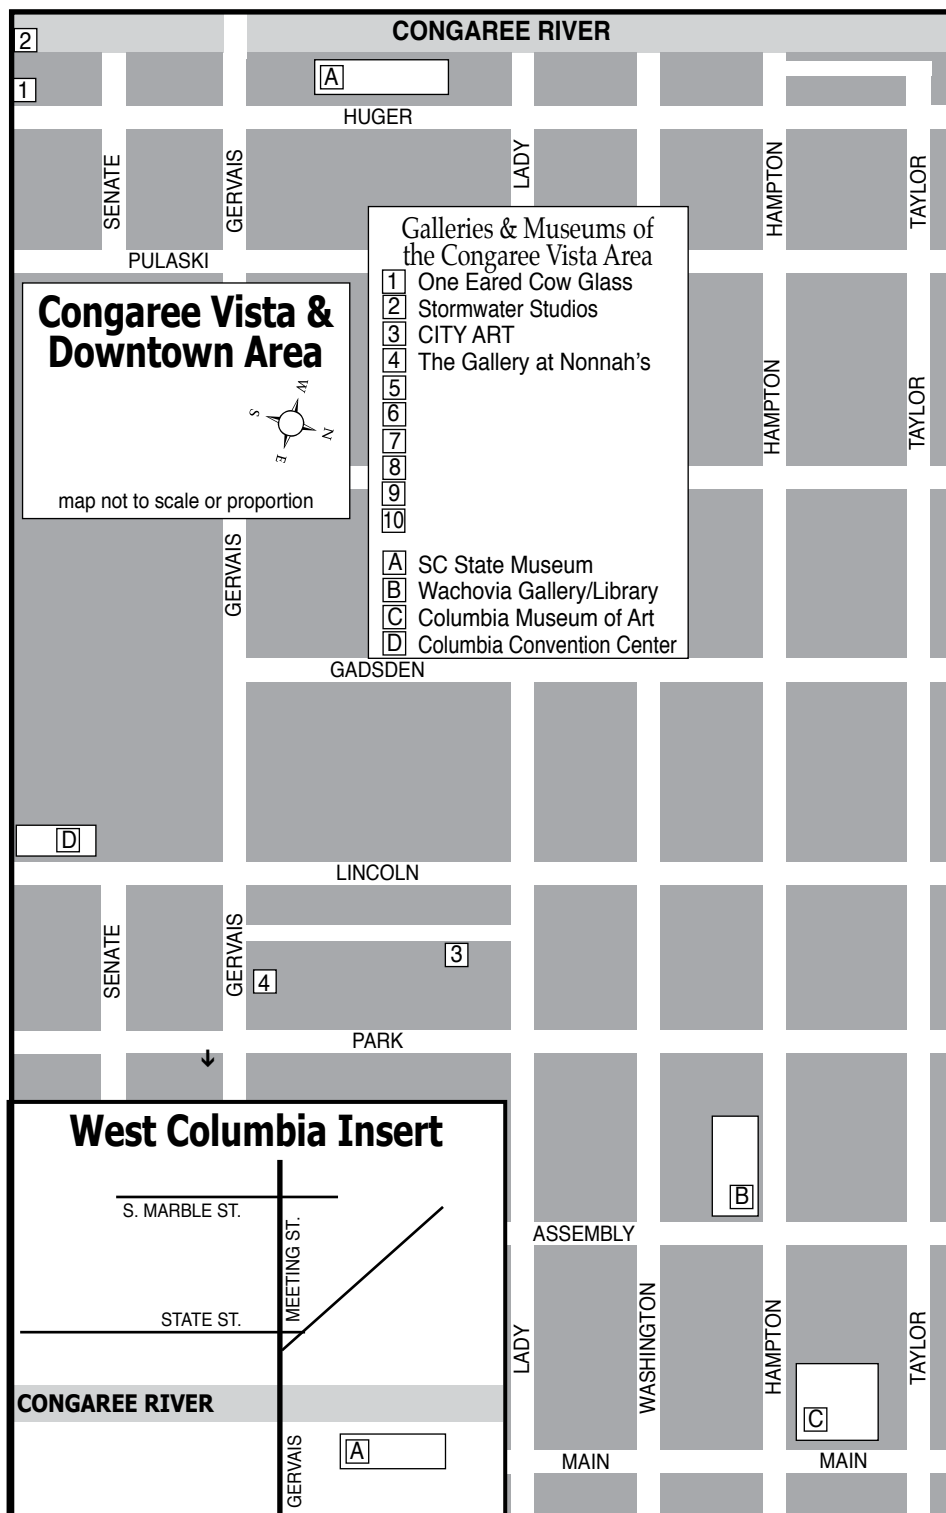 CONGAREE RIVER
2
1
A
HUGER
SENATE
GERVAIS
LADY
HAMPTON
TAYLOR
PULASKI
Galleries & Museums of
the Congaree Vista Area
1 One Eared Cow Glass
2 Stormwater Studios
3 CITY ART
4 The Gallery at Nonnah's
5
6
7
8
9
10
A SC State Museum
B Wachovia Gallery/Library
C Columbia Museum of Art
D Columbia Convention Center
Congaree Vista &
Downtown Area
W
S
N
E
map not to scale or proportion
HAMPTON
TAYLOR
GERVAIS
GADSDEN
D
LINCOLN
SENATE
GERVAIS
3
4
PARK
West Columbia Insert
S. MARBLE ST.
MEETING ST.
STATE ST.
CONGAREE RIVER
GERVAIS
A
B
ASSEMBLY
LADY
WASHINGTON
HAMPTON
TAYLOR
C
MAIN
MAIN